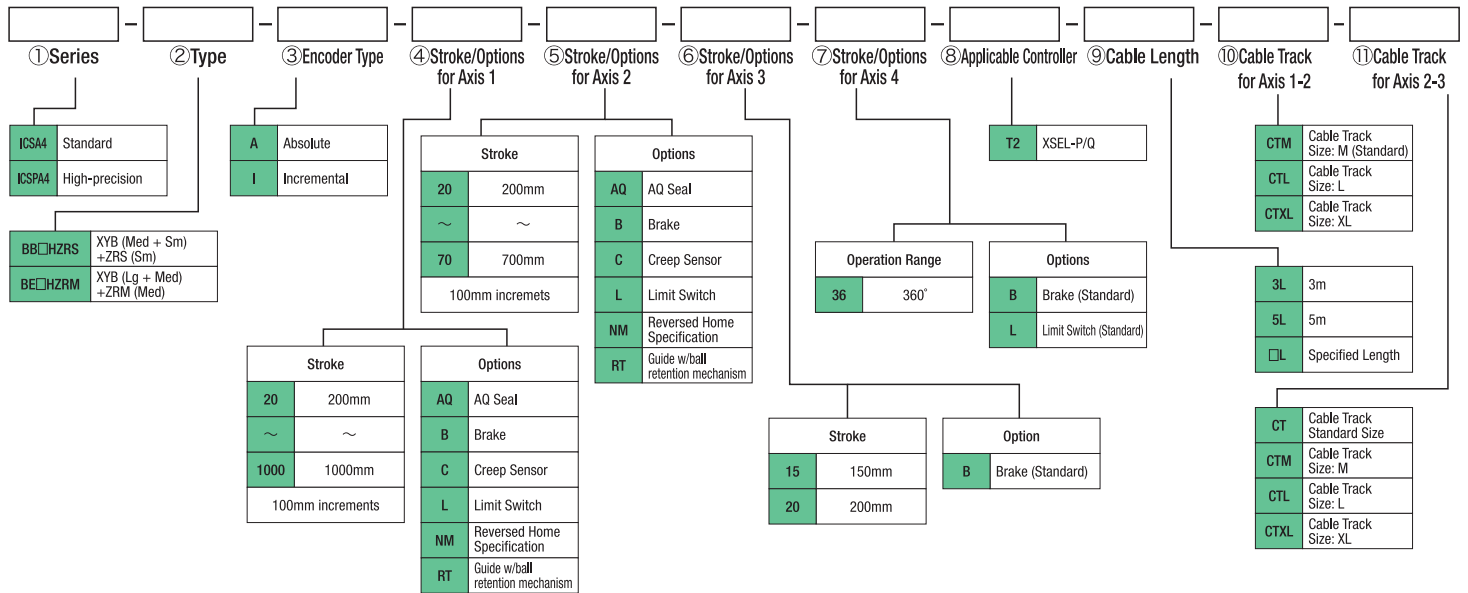 ①Series
②Type
③Encoder Type
④Stroke/Options
for Axis 1
⑤Stroke/Options
for Axis 2
⑥Stroke/Options
for Axis 3
⑦Stroke/Options
for Axis 4
⑧Applicable Controller
⑨Cable Length
⑩Cable Track
for Axis 1-2
⑪Cable Track
for Axis 2-3
ICSA4 Standard
ICSPA4 High-precision
BB□HZRS XYB (Med + Sm)
+ZRS (Sm)
BE□HZRM XYB (Lg + Med)
+ZRM (Med)
A Absolute
I Incremental
Stroke
20 200mm
～ ～
1000 1000mm
100mm increments
Options
AQ AQ Seal
B Brake
C Creep Sensor
L Limit Switch
NM Reversed Home
Specification
RT Guide w/ball
retention mechanism
Stroke
20 200mm
～ ～
70 700mm
100mm incremets
Options
AQ AQ Seal
B Brake
C Creep Sensor
L Limit Switch
NM Reversed Home
Specification
RT Guide w/ball
retention mechanism
Stroke
15 150mm
20 200mm
Option
B Brake (Standard)
Operation Range
36 360°
Options
B Brake (Standard)
L Limit Switch (Standard)
T2 XSEL-P/Q
3L 3m
5L 5m
□L Specified Length
CTM Cable Track
Size: M (Standard)
CTL Cable Track
Size: L
CTXL Cable Track
Size: XL
CT Cable Track
Standard Size
CTM Cable Track
Size: M
CTL Cable Track
Size: L
CTXL Cable Track
Size: XL